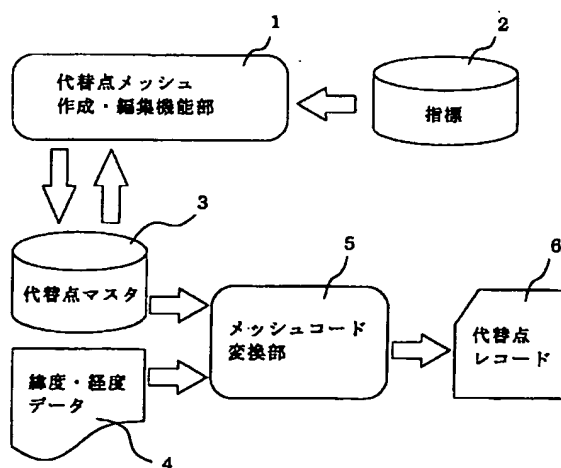 1
2
代替点メッシュ
作成・編集機能部
指標
3
5
6
代替点マスタ
メッシュコード
変換部
代替点
レコード
緯度・経度
データ
4